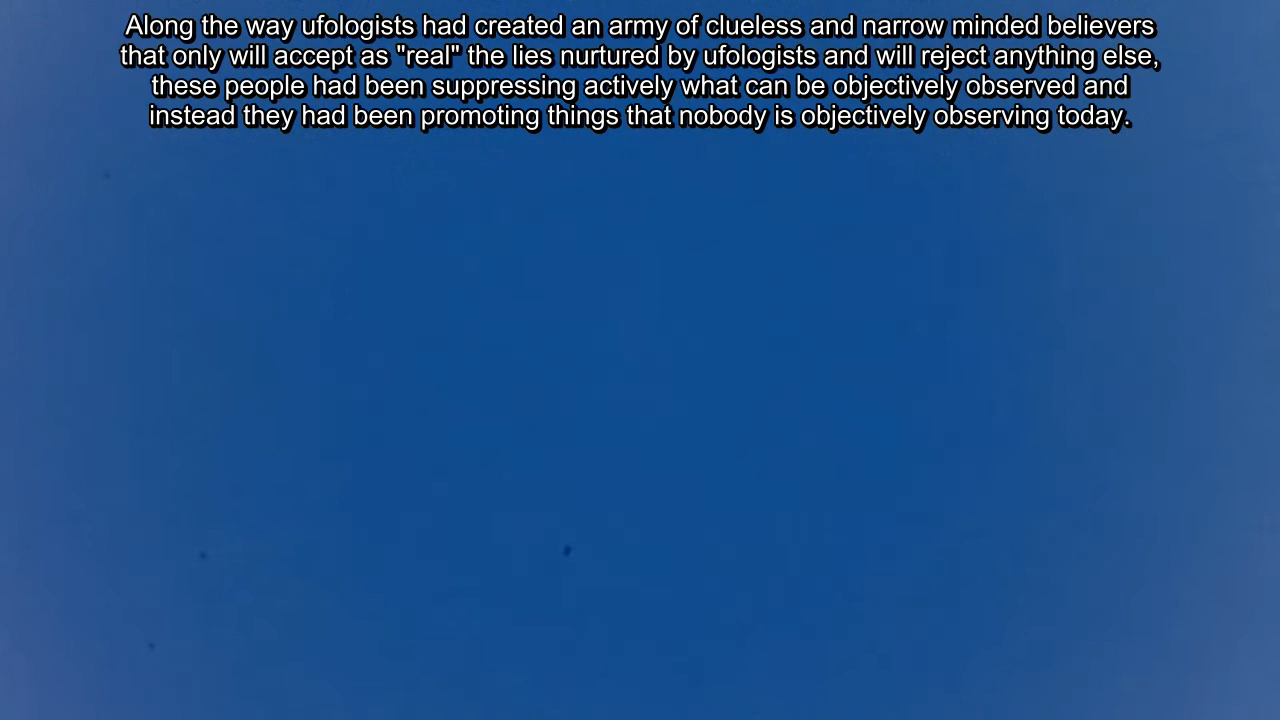 Along the way ufologists had created an army of clueless and narrow minded believers
that only will accept as "real" the lies nurtured by ufologists and will reject anything else,
these people had been suppressing actively what can be objectively observed and
instead they had been promoting things that nobody is objectively observing today.